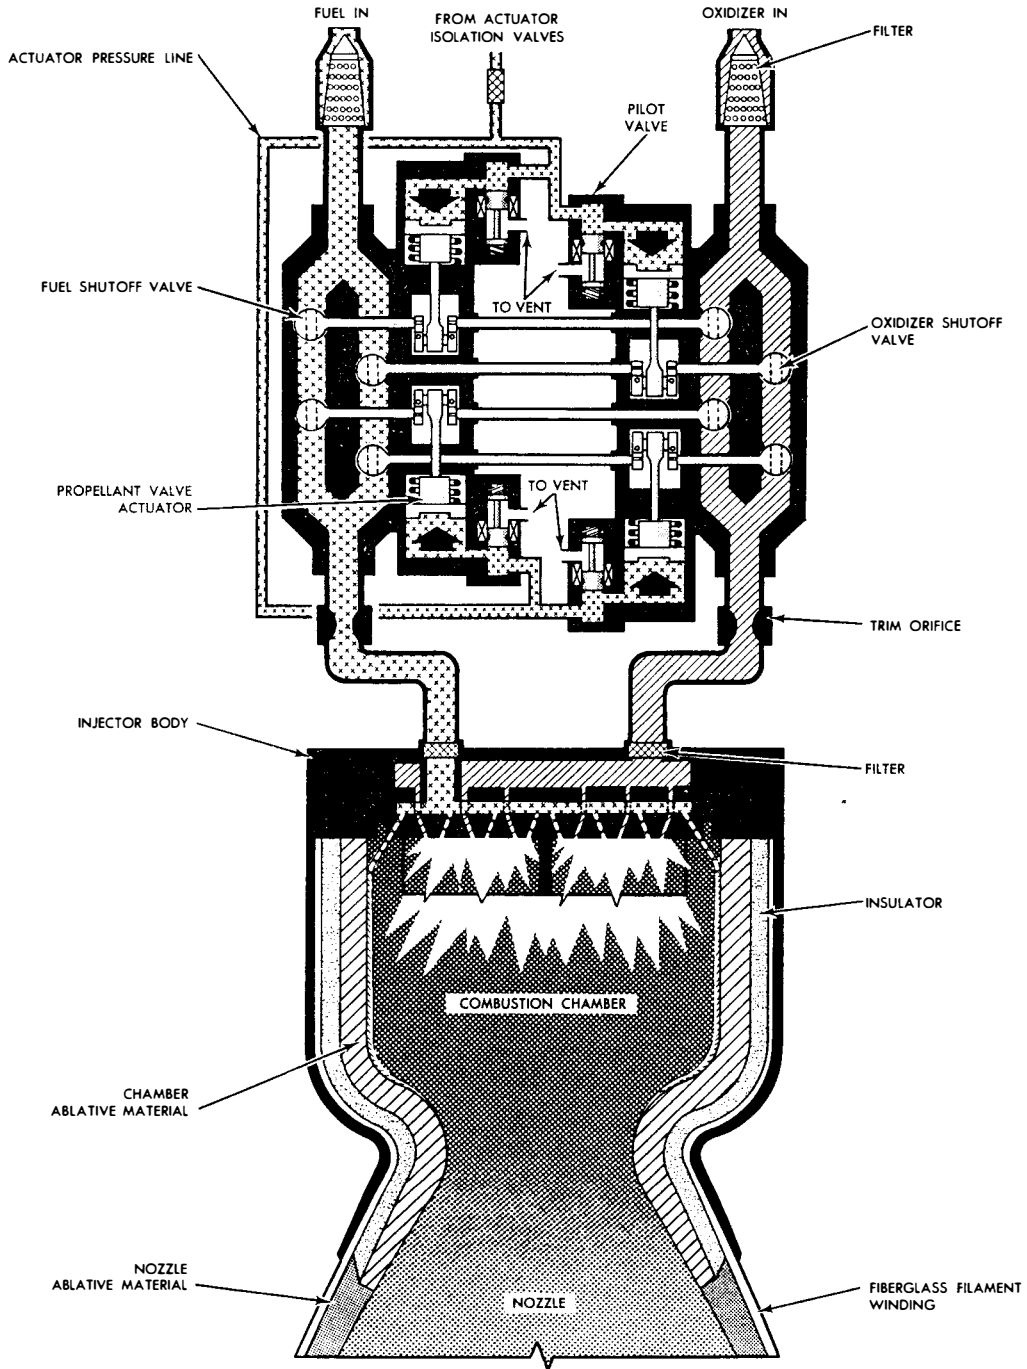 FUEL IN
FROM ACTUATOR
ISOLATION VALVES
OXIDIZER IN
FILTER
ACTUATOR PRESSURE LINE
PILOT
VALVE
FUEL SHUTOFF VALVE
TO VENT
OXIDIZER SHUTOFF
VALVE
PROPELLANT VALVE
ACTUATOR
TO VENT
TRIM ORIFICE
INJECTOR BODY
FILTER
INSULATOR
COMBUSTION CHAMBER
CHAMBER
ABLATIVE MATERIAL
NOZZLE
ABLATIVE MATERIAL
NOZZLE
FIBERGLASS FILAMENT
WINDING